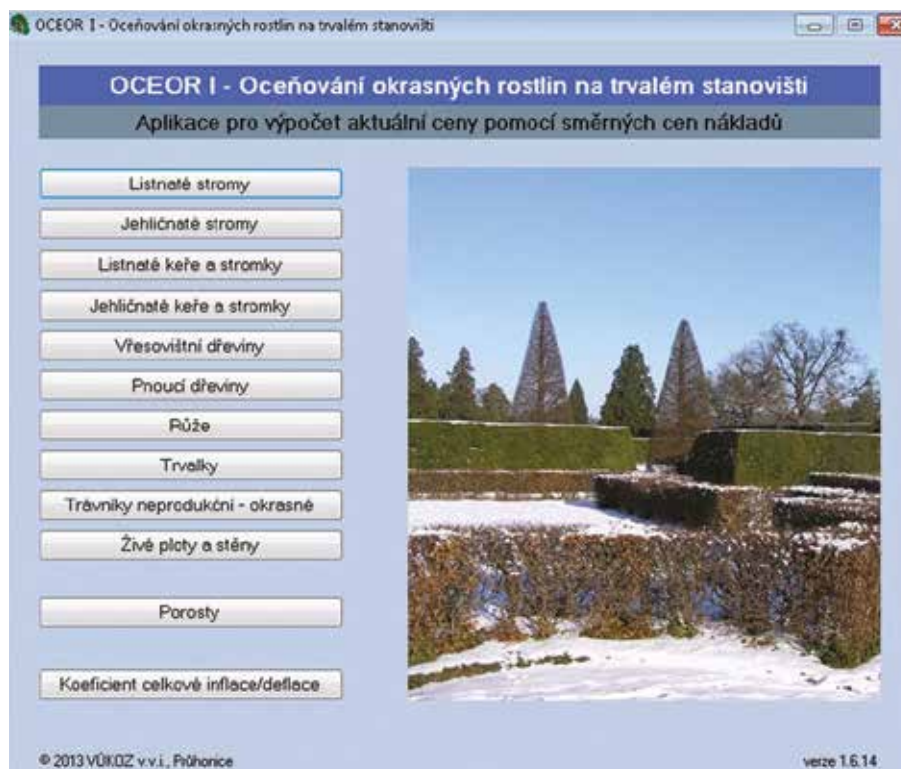 OCEOR I - Oceňování okrasných rostlin na trvalém stanovišti
OCEOR I - Oceňování okrasných rostlin na trvalém stanovišti
Aplikace pro výpočet aktuální ceny pomocí směrných cen nákladů
Listnaté stromy
Jehličnaté stromy
Listnaté keře a stromky
Jehličnaté keře a stromky
Vřesovištní dřeviny
Pnoucí dřeviny
Růže
Trvalky
Trávníky neprodukční - okrasné
Živé ploty a stěny
Porosty
Koeficient celkové inflace/deflace
© 2013 VÚKOZ v.v.i., Průhonice
verze 1.6.14